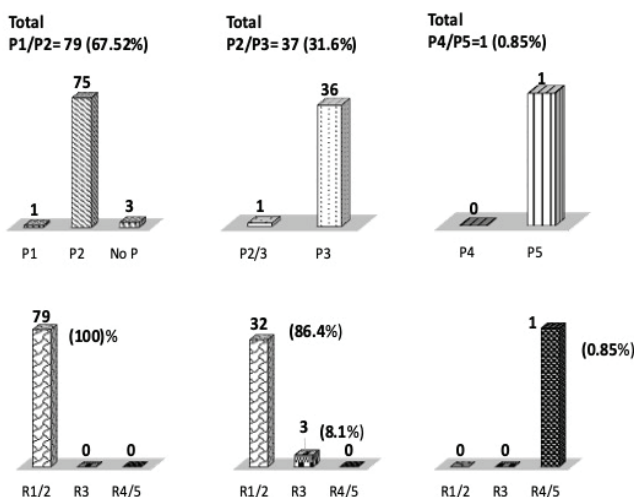 Total
P1/P2= 79 (67.52%)
75
1
3
P1 P2 No P
Total
P2/P3= 37 (31.6%)
36
1
P2/3 P3
Total
P4/P5=1 (0.85%)
1
0
P4 P5
79
(100)%
0 0
R1/2 R3 R4/5
32
(86.4%)
3 (8.1%)
0
R1/2 R3 R4/5
1
(0.85%)
0 0
R1/2 R3 R4/5